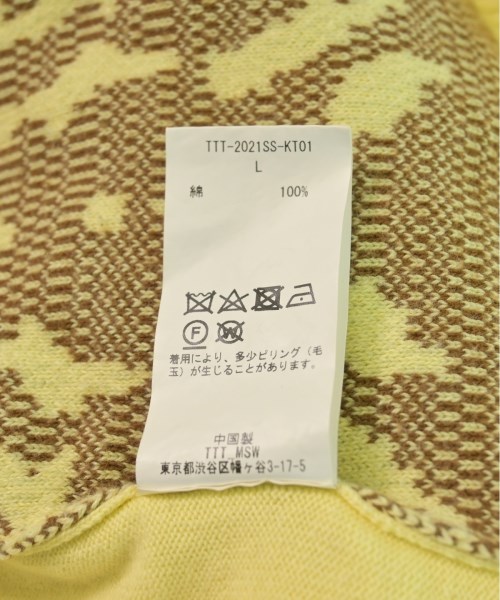 TTT-2021SS-KT01
L
綿 100%
F W
着用により、多少ピリング(毛
玉)が生じることがあります。
中国製
TTT_MSW
東京都渋谷区幡ヶ谷3-17-5